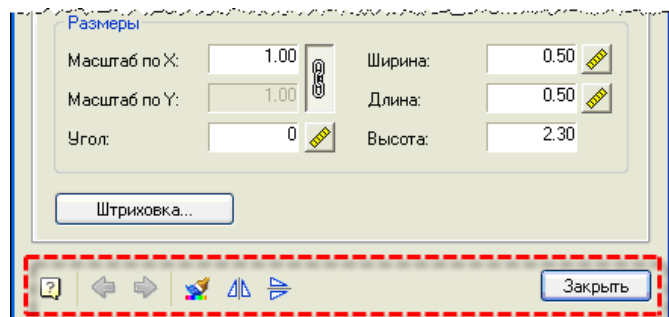 Размеры
Масштаб по X: 1.00 Ширина: 0.50
Масштаб по Y: 1.00 Длина: 0.50
Угол: 0 Высота: 2.30
Штриховка...
? Закрыть